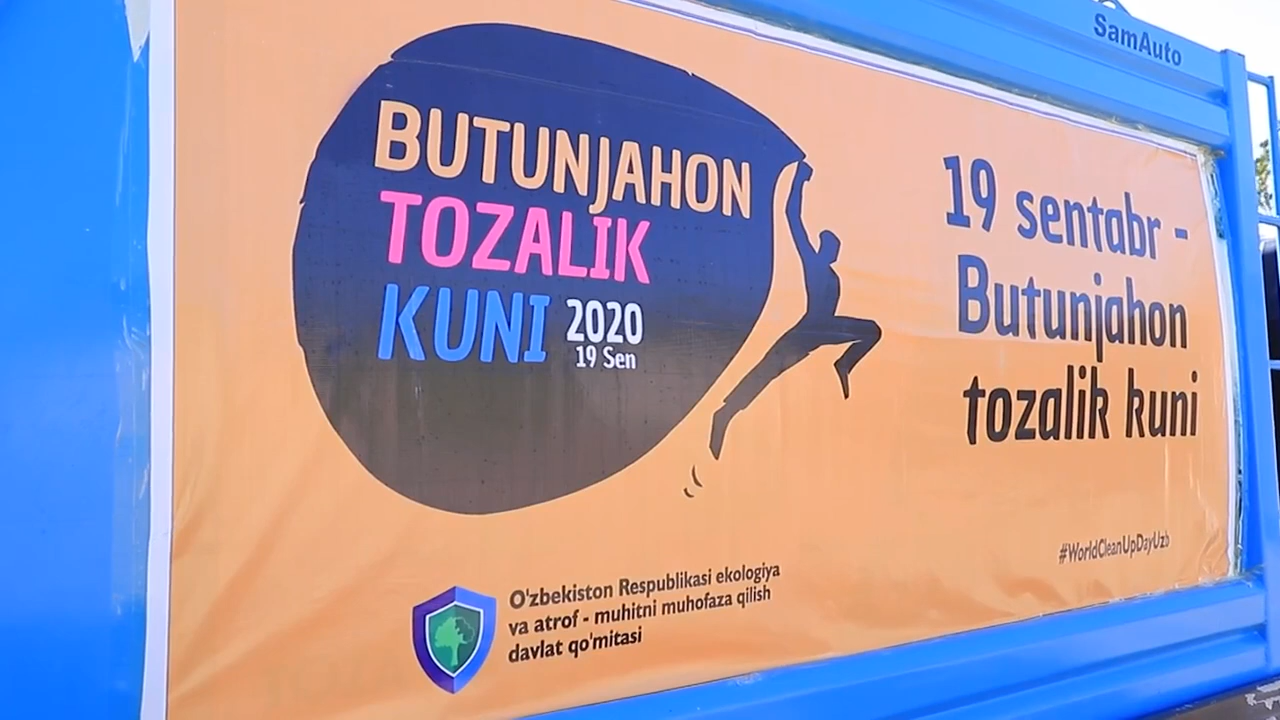 SamAuto
BUTUNJAHON
TOZALIK
KUNI 2020
19 Sen
19 sentabr -
Butunjahon
tozalik kuni
#WorldCleanUpDayUzb
O'zbekiston Respublikasi ekologiya
va atrof - muhitni muhofaza qilish
davlat qo'mitasi